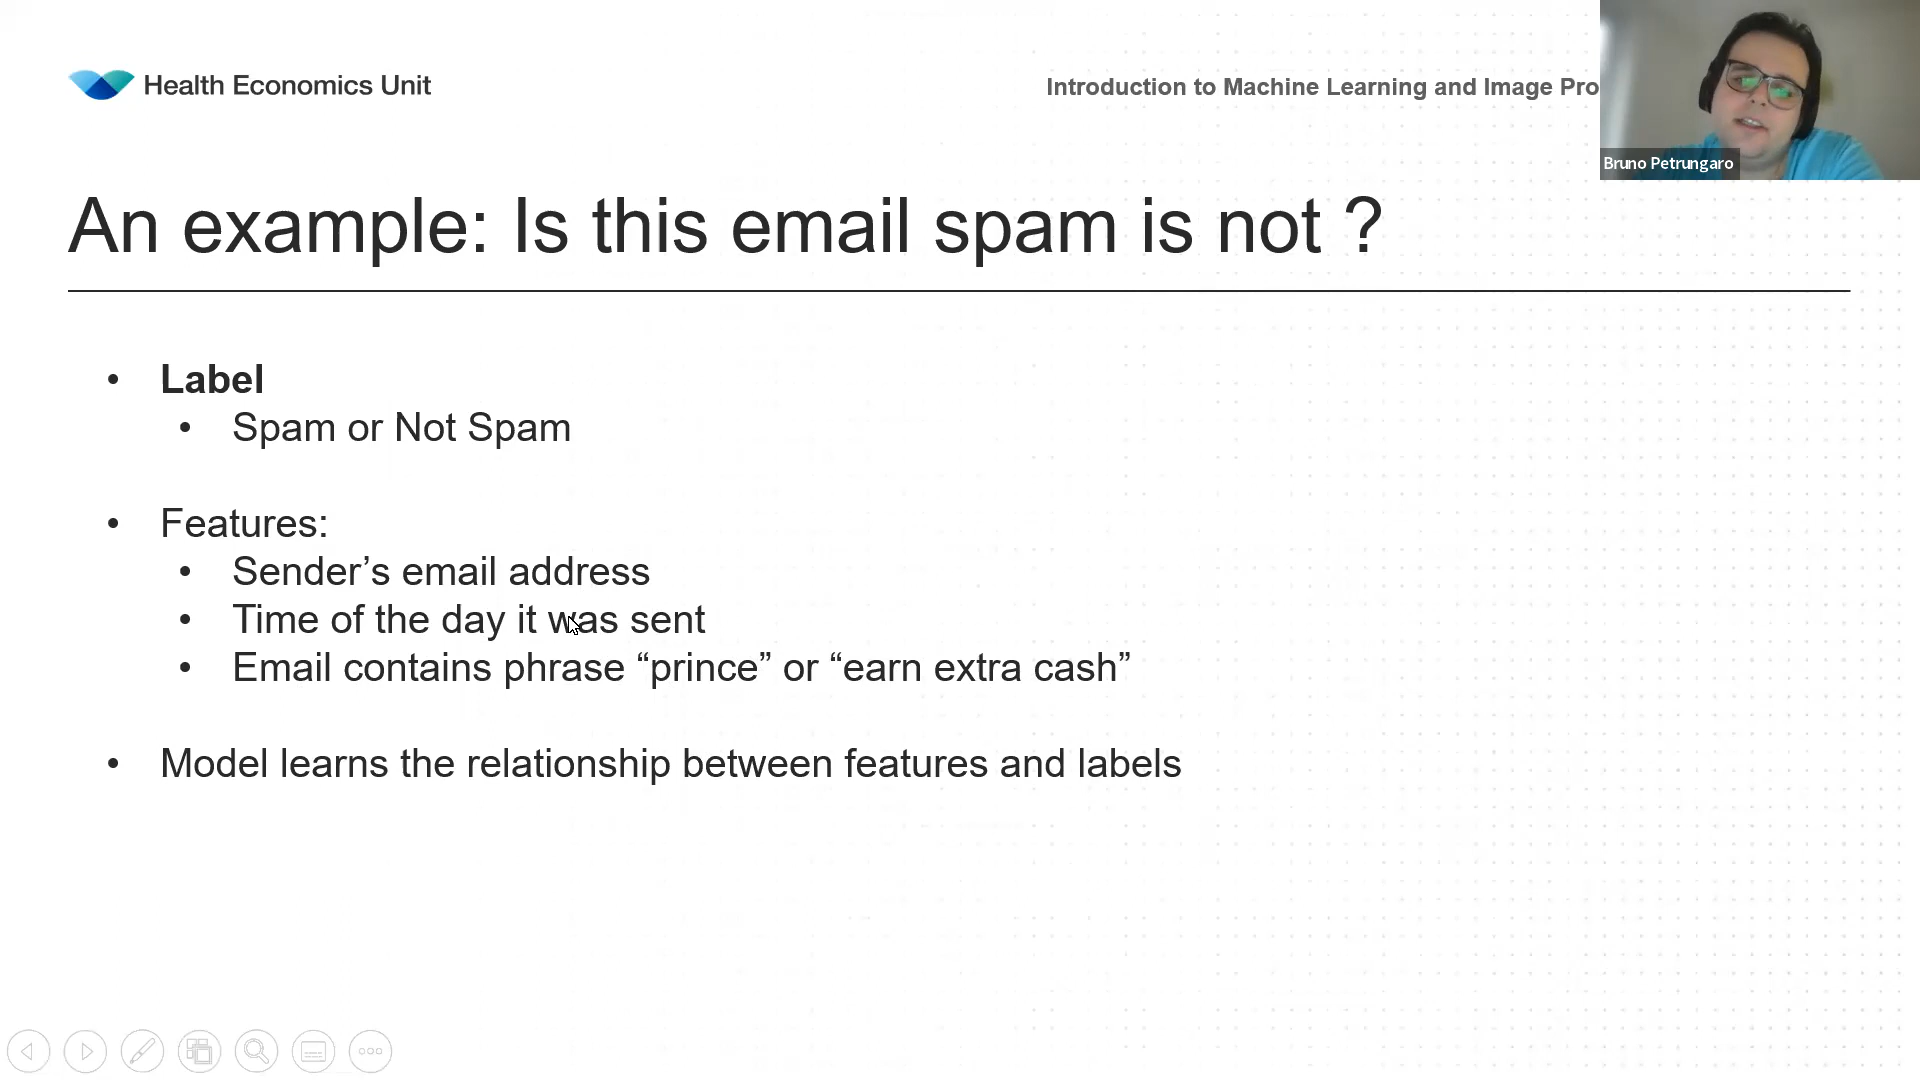 Health Economics Unit
Introduction to Machine Learning and Image Pro
Bruno Petrungaro
An example: Is this email spam is not ?
• Label
• Spam or Not Spam
• Features:
• Sender’s email address
• Time of the day it was sent
• Email contains phrase “prince” or “earn extra cash”
• Model learns the relationship between features and labels